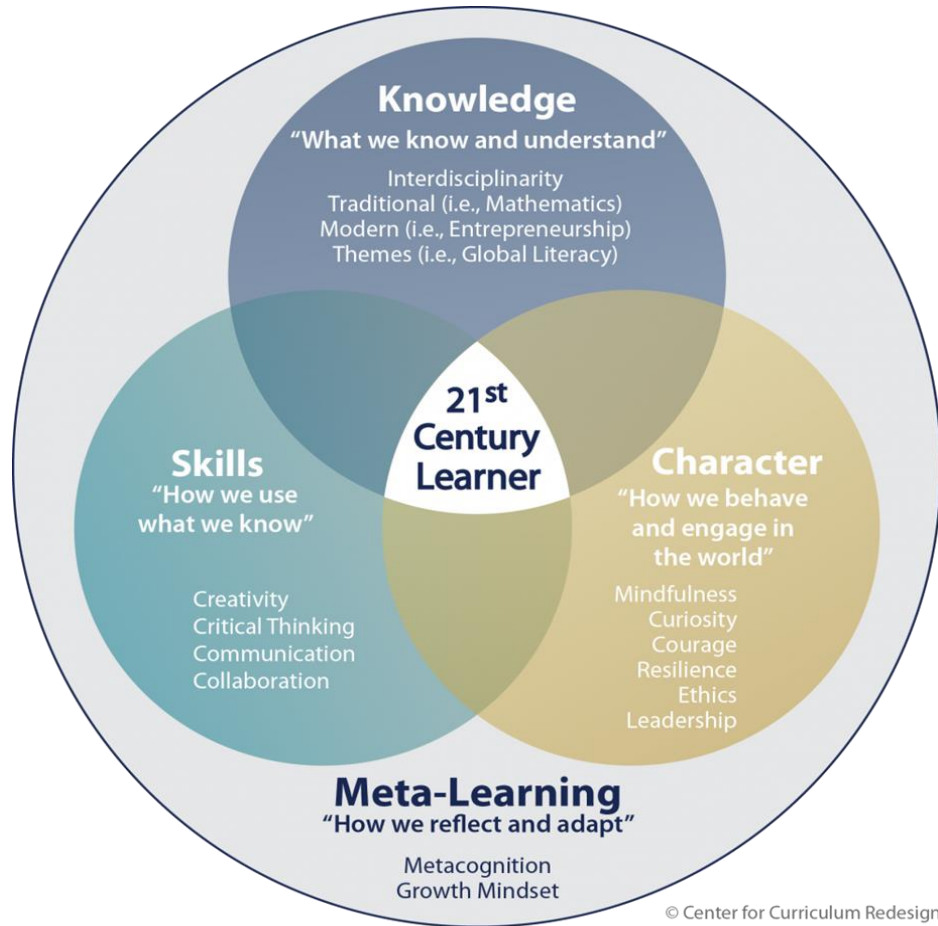 Knowledge
“What we know and understand”
Interdisciplinarity
Traditional (i.e., Mathematics)
Modern (i.e., Entrepreneurship)
Themes (i.e., Global Literacy)
21st
Century
Learner
Skills
“How we use
what we know”
Creativity
Critical Thinking
Communication
Collaboration
Character
“How we behave
and engage in
the world”
Mindfulness
Curiosity
Courage
Resilience
Ethics
Leadership
Meta-Learning
“How we reflect and adapt”
Metacognition
Growth Mindset
© Center for Curriculum Redesign